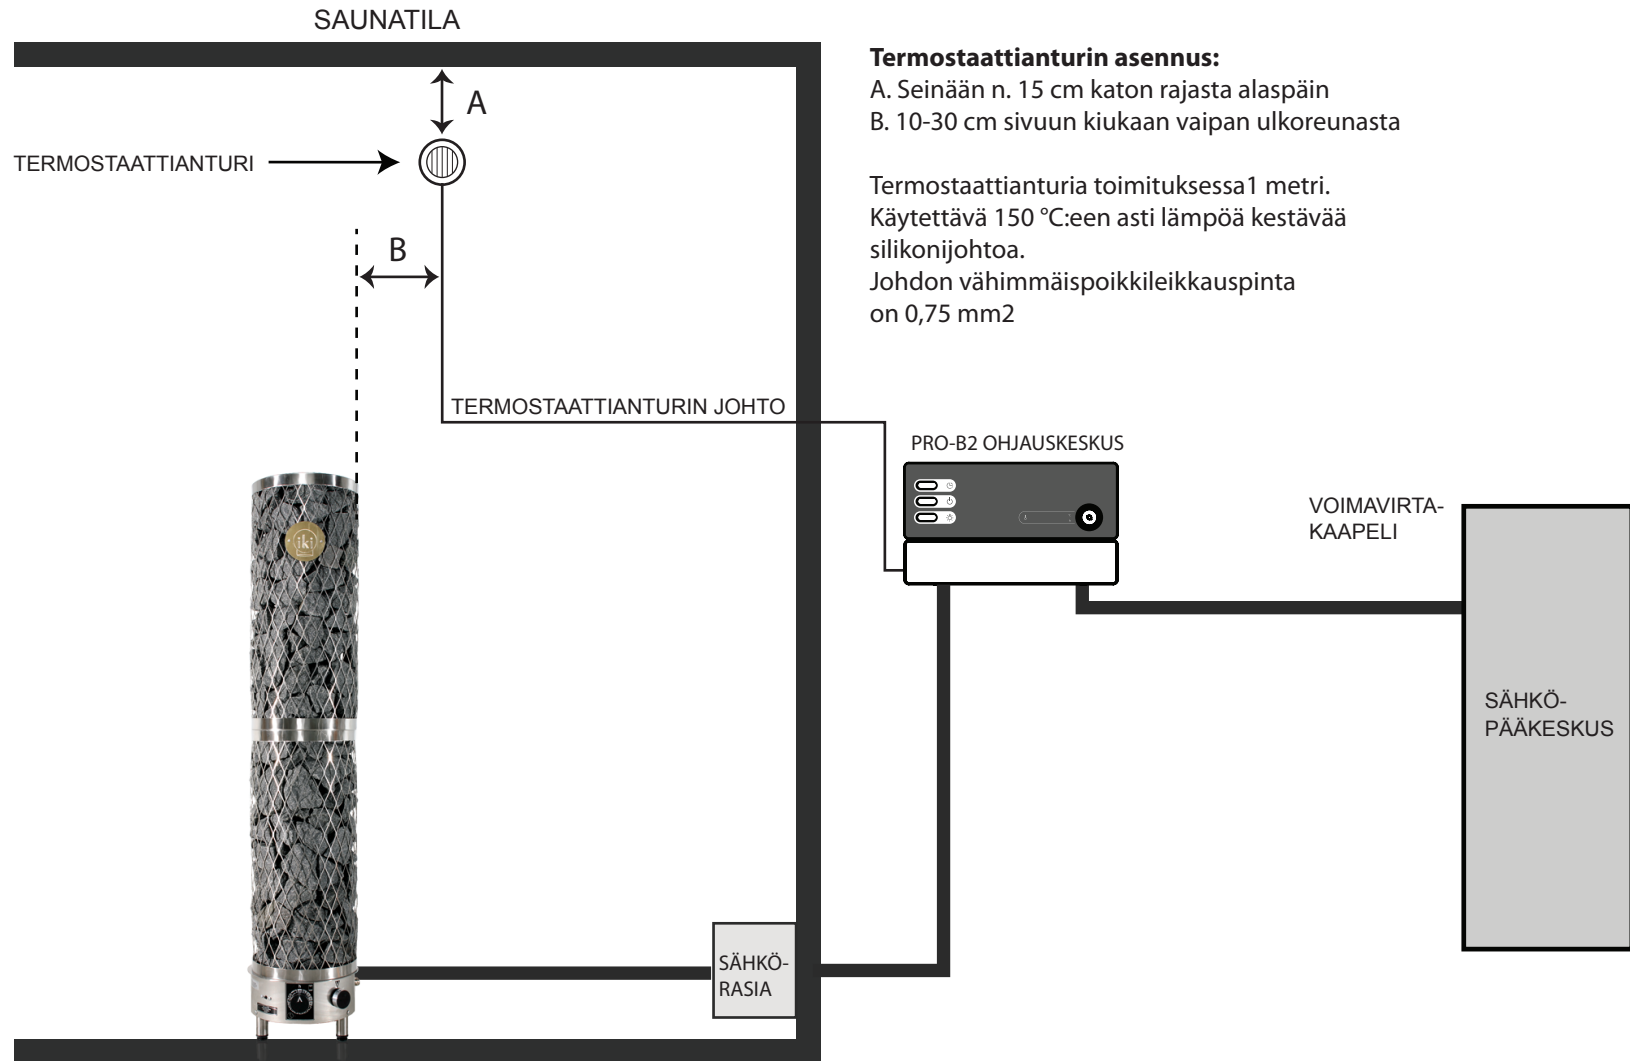 SAUNATILA
Termostaattianturin asennus:
A. Seinään n. 15 cm katon rajasta alaspäin
B. 10-30 cm sivuun kiukaan vaipan ulkoreunasta
Termostaattianturia toimituksessa1 metri.
Käytettävä 150 °C:een asti lämpöä kestävää
silikonijohtoa.
Johdon vähimmäispoikkileikkauspinta
on 0,75 mm2
A
TERMOSTAATTIANTURI
B
TERMOSTAATTIANTURIN JOHTO
PRO-B2 OHJAUSKESKUS
VOIMAVIRTA-
KAAPELI
iki
SÄHKÖ-
PÄÄKESKUS
SÄHKÖ-
RASIA